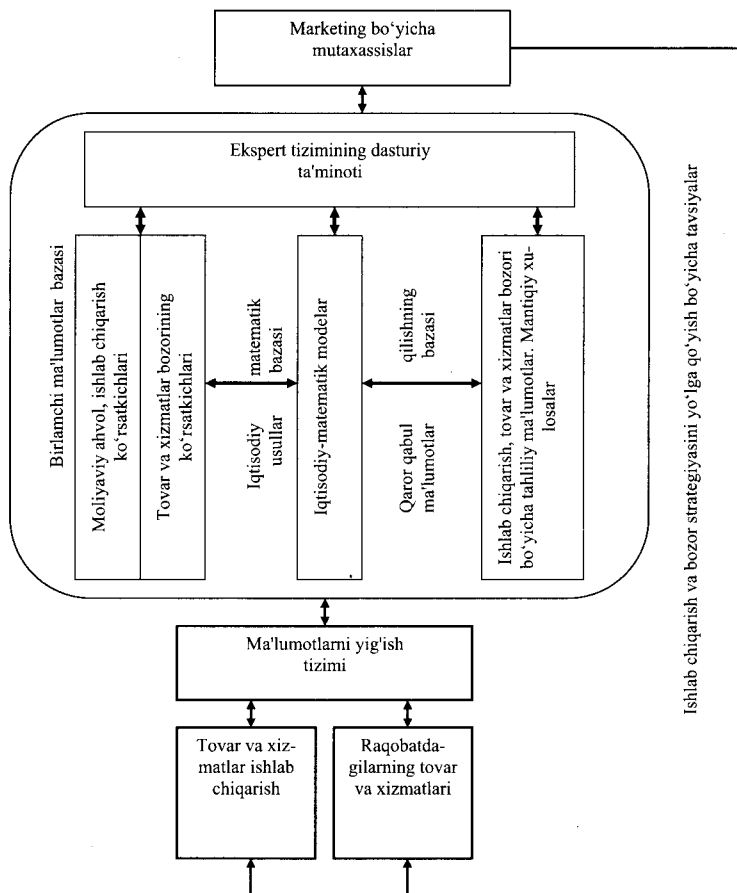 Marketing bo‘yicha
mutaxassislar
Ekspert tizimining dasturiy
ta'minoti
Birlamchi ma'lumotlar bazasi
Moliyaviy ahvol, ishlab chiqarish
ko‘rsatkichlari
Tovar va xizmatlar bozorining
ko‘rsatkichlari
Iqtisodiy matematik
usullar bazasi
Iqtisodiy-matematik modelar
Qaror qabul qilishning
ma'lumotlar bazasi
Ishlab chiqarish, tovar va xizmatlar bozori
bo‘yicha tahliliy ma'lumotlar. Mantiqiy xu-
losalar
Ishlab chiqarish va bozor strategiyasini yo‘lga qo‘yish bo‘yicha tavsiyalar
Ma'lumotlarni yig'ish
tizimi
Tovar va xiz-
matlar ishlab
chiqarish
Raqobatda-
gilarning tovar
va xizmatlari